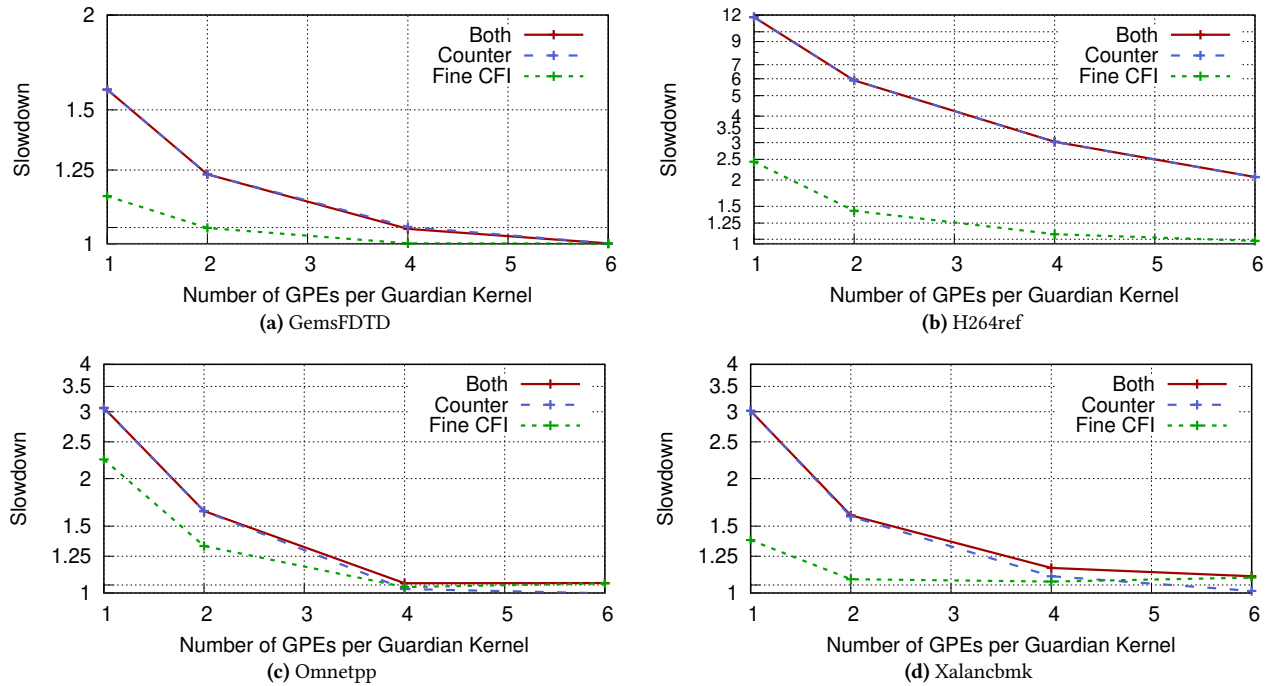 2
1.5
1.25
1
Slowdown
Both
Counter
Fine CFI
1 2 3 4 5 6
Number of GPEs per Guardian Kernel
(a) GemsFDTD
12
9
7
6
5
4
3.5
3
2.5
2
1.5
1.25
1
Slowdown
Both
Counter
Fine CFI
1 2 3 4 5 6
Number of GPEs per Guardian Kernel
(b) H264ref
4
3.5
3
2.5
2
1.5
1.25
1
Slowdown
Both
Counter
Fine CFI
1 2 3 4 5 6
Number of GPEs per Guardian Kernel
(c) Omnetpp
4
3.5
3
2.5
2
1.5
1.25
1
Slowdown
Both
Counter
Fine CFI
1 2 3 4 5 6
Number of GPEs per Guardian Kernel
(d) Xalancbmk